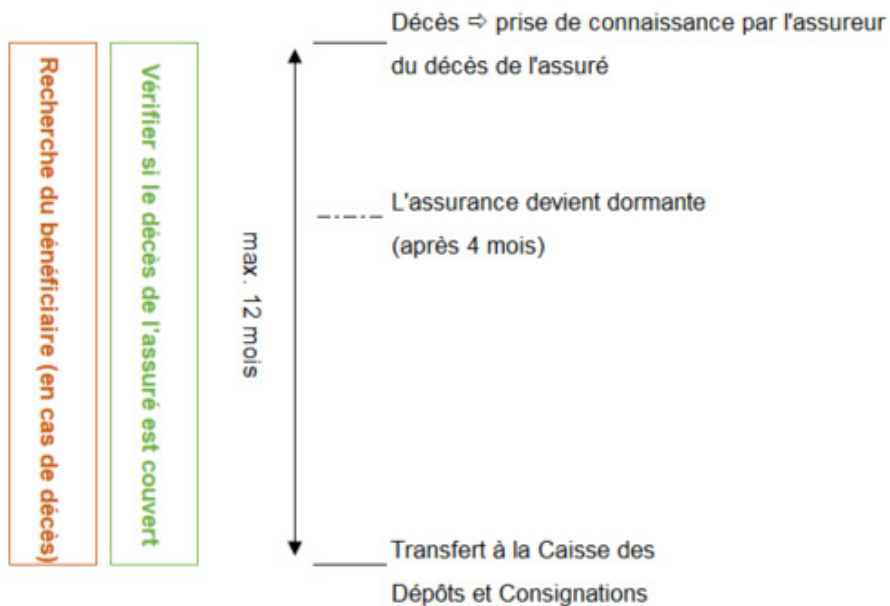 Recherche du bénéficiaire (en cas de décès)
Vérifier si le décès de l'assuré est couvert
max. 12 mois
Décès ⇨ prise de connaissance par l'assureur
du décès de l'assuré
L'assurance devient dormante
(après 4 mois)
Transfert à la Caisse des
Dépôts et Consignations